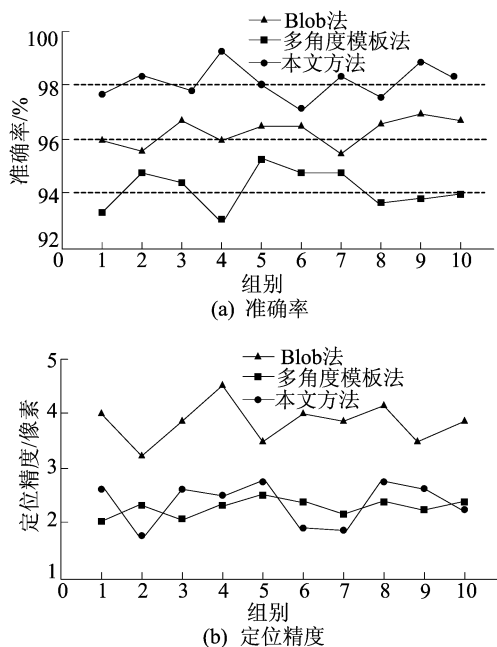 100
98
96
94
92
准确率/%
Blob法
多角度模板法
本文方法
0 1 2 3 4 5 6 7 8 9 10
组别
(a) 准确率
5
4
3
2
1
定位精度/像素
Blob法
多角度模板法
本文方法
0 1 2 3 4 5 6 7 8 9 10
组别
(b) 定位精度